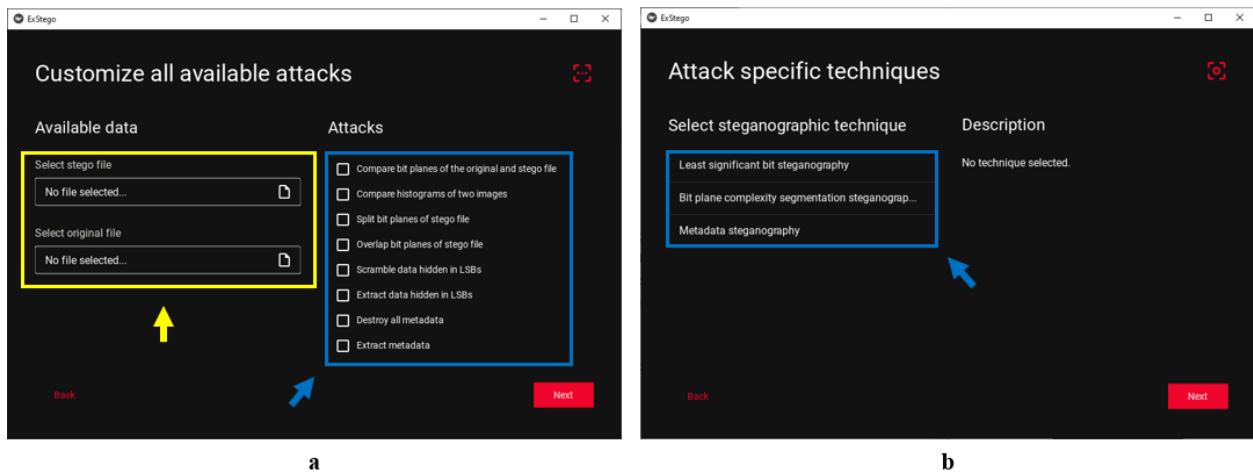 ExStego
Customize all available attacks
Available data
Select stego file
No file selected...
Select original file
No file selected...
Attacks
Compare bit planes of the original and stego file
Compare histograms of two images
Split bit planes of stego file
Overlap bit planes of stego file
Scramble data hidden in LSBs
Extract data hidden in LSBs
Destroy all metadata
Extract metadata
Back
Next
a
ExStego
Attack specific techniques
Select steganographic technique
Least significant bit steganography
Bit plane complexity segmentation steganograp...
Metadata steganography
Description
No technique selected.
Back
Next
b